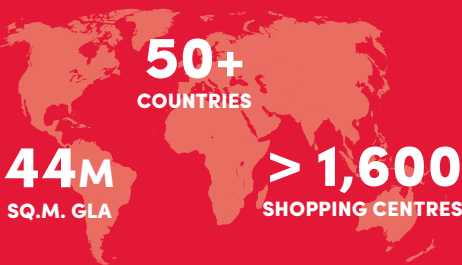 50+
COUNTRIES
44M
SQ.M. GLA
> 1,600
SHOPPING CENTRES